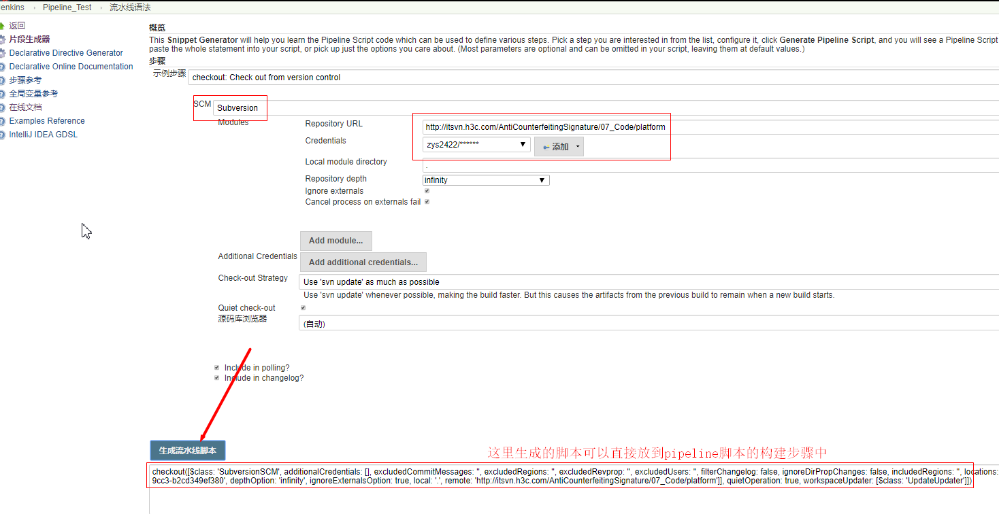 enkins › Pipeline_Test › 流水线语法
返回
片段生成器
Declarative Directive Generator
Declarative Online Documentation
步骤参考
全局变量参考
在线文档
Examples Reference
IntelliJ IDEA GDSL
概览
This Snippet Generator will help you learn the Pipeline Script code which can be used to define various steps. Pick a step you are interested in from the list, configure it, click Generate Pipeline Script, and you will see a Pipeline Script
paste the whole statement into your script, or pick up just the options you care about. (Most parameters are optional and can be omitted in your script, leaving them at default values.)
步骤
示例步骤 checkout: Check out from version control
SCM Subversion
Modules
Repository URL http://itsvn.h3c.com/AntiCounterfeitingSignature/07_Code/platform
Credentials zys2422/****** 添加
Local module directory .
Repository depth infinity
Ignore externals
Cancel process on externals fail
Add module...
Additional Credentials Add additional credentials...
Check-out Strategy Use 'svn update' as much as possible
Use 'svn update' whenever possible, making the build faster. But this causes the artifacts from the previous build to remain when a new build starts.
Quiet check-out
源码库浏览器 (自动)
Include in polling?
Include in changelog?
生成流水线脚本
这里生成的脚本可以直接放到pipeline脚本的构建步骤中
checkout([$class: 'SubversionSCM', additionalCredentials: [], excludedCommitMessages: '', excludedRegions: '', excludedRevprop: '', excludedUsers: '', filterChangelog: false, ignoreDirPropChanges: false, includedRegions: '', locations:
9cc3-b2cd349ef380', depthOption: 'infinity', ignoreExternalsOption: true, local: '.', remote: 'http://itsvn.h3c.com/AntiCounterfeitingSignature/07_Code/platform']], quietOperation: true, workspaceUpdater: [$class: 'UpdateUpdater']])